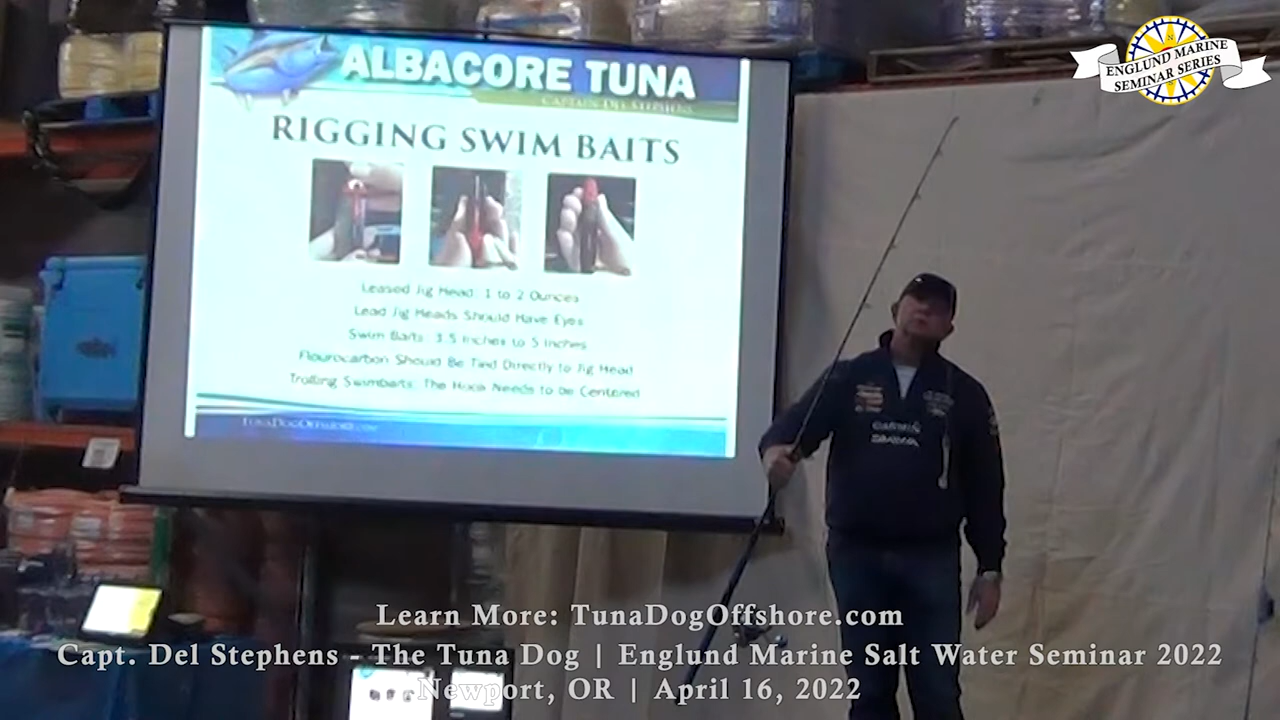 ENGLUND MARINE
SEMINAR SERIES
ALBACORE TUNA
CAPTAIN DEL STEPHENS
RIGGING SWIM BAITS
Leased Jig Head: 1 to 2 Ounces
Lead Jig Heads Should Have Eyes
Swim Baits: 3.5 Inches to 5 Inches
Flourocarbon Should Be Tied Directly to Jig Head
Trolling Swimbaits: The Hook Needs to be Centered
TUNADOGOFFSHORE.com
GARMIN
SIMRAD
Learn More: TunaDogOffshore.com
Capt. Del Stephens - The Tuna Dog | Englund Marine Salt Water Seminar 2022
Newport, OR | April 16, 2022